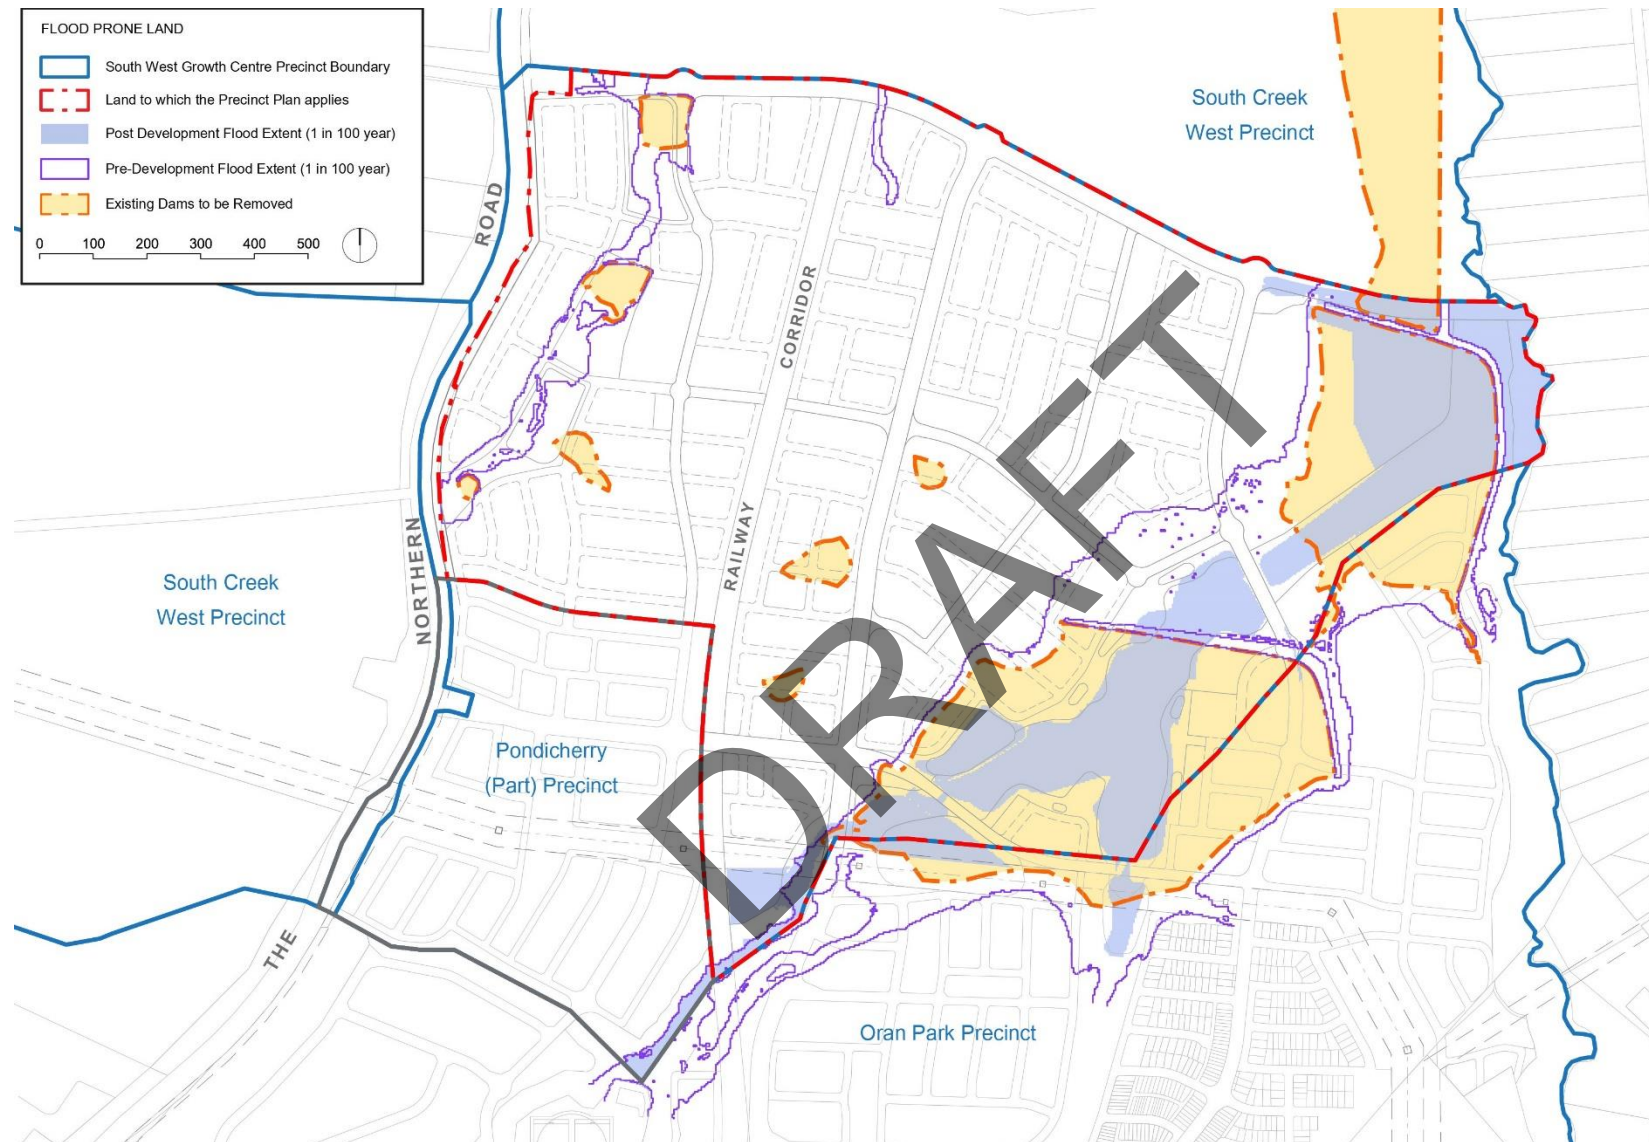 FLOOD PRONE LAND
South West Growth Centre Precinct Boundary
Land to which the Precinct Plan applies
Post Development Flood Extent (1 in 100 year)
Pre-Development Flood Extent (1 in 100 year)
Existing Dams to be Removed
0 100 200 300 400 500
South Creek
West Precinct
ROAD
CORRIDOR
RAILWAY
NORTHERN
South Creek
West Precinct
DRAFT
Pondicherry
(Part) Precinct
THE
Oran Park Precinct